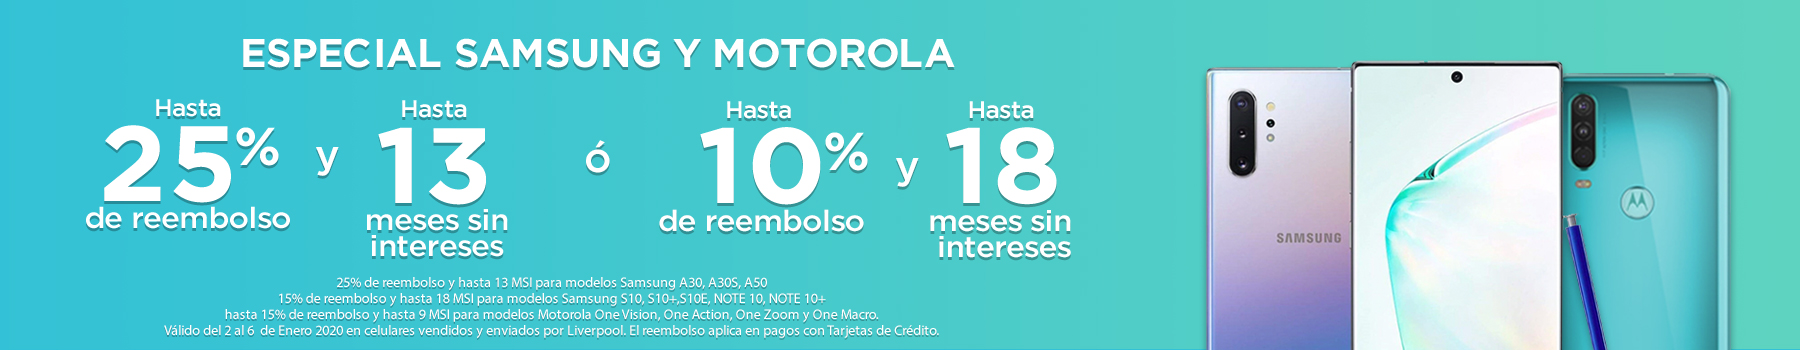 ESPECIAL SAMSUNG Y MOTOROLA
Hasta
25%
de reembolso
y
Hasta
13
meses sin
intereses
ó
Hasta
10%
de reembolso
y
Hasta
18
meses sin
intereses
25% de reembolso y hasta 13 MSI para modelos Samsung A30, A30S, A50
15% de reembolso y hasta 18 MSI para modelos Samsung S10, S10+,S10E, NOTE 10, NOTE 10+
hasta 15% de reembolso y hasta 9 MSI para modelos Motorola One Vision, One Action, One Zoom y One Macro.
Válido del 2 al 6 de Enero 2020 en celulares vendidos y enviados por Liverpool. El reembolso aplica en pagos con Tarjetas de Crédito.
SAMSUNG